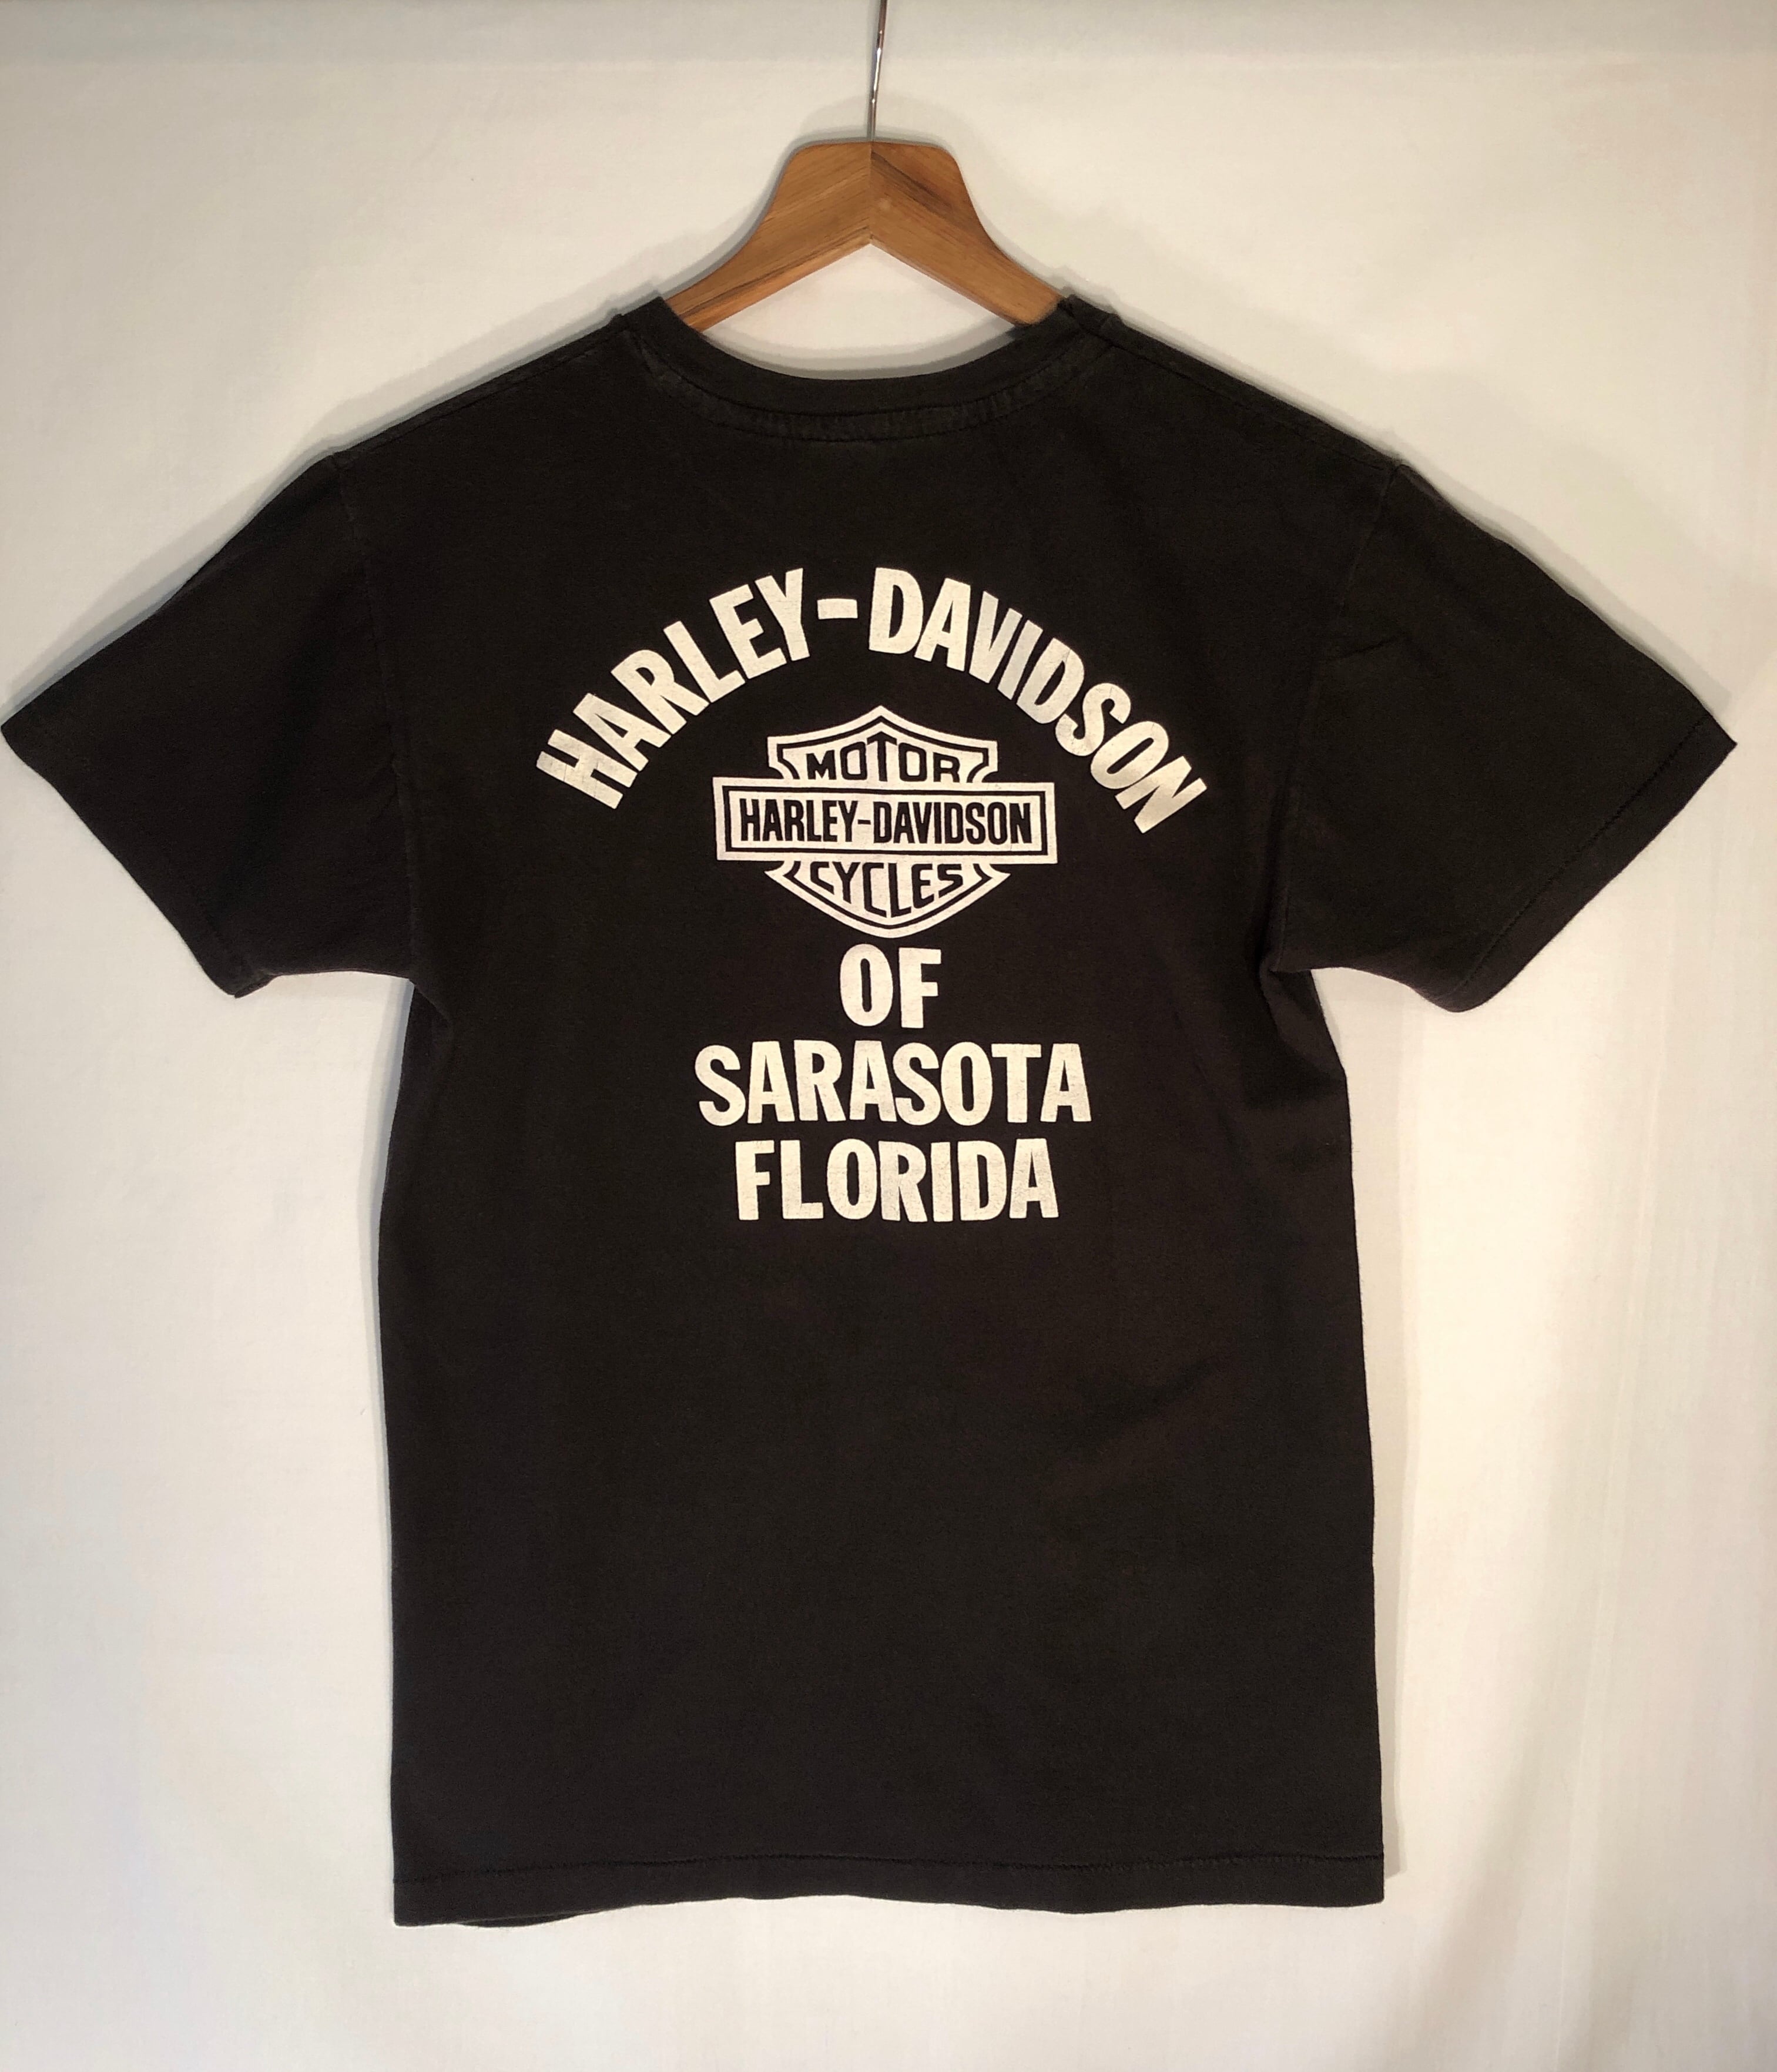 HARLEY-DAVIDSON
MOTOR
HARLEY-DAVIDSON
CYCLES
OF
SARASOTA
FLORIDA